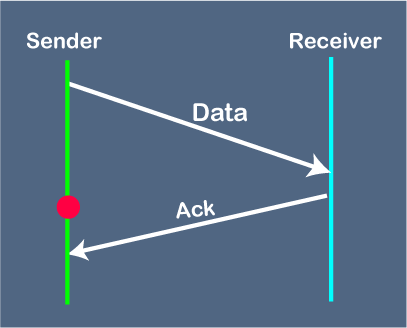 Sender
Receiver
Data
Ack